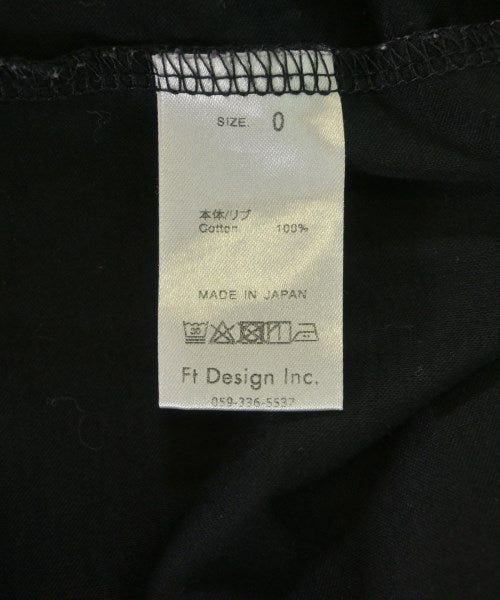 SIZE. 0
本体/リブ
Cotton 100%
MADE IN JAPAN
Ft Design Inc.
059-336-5537